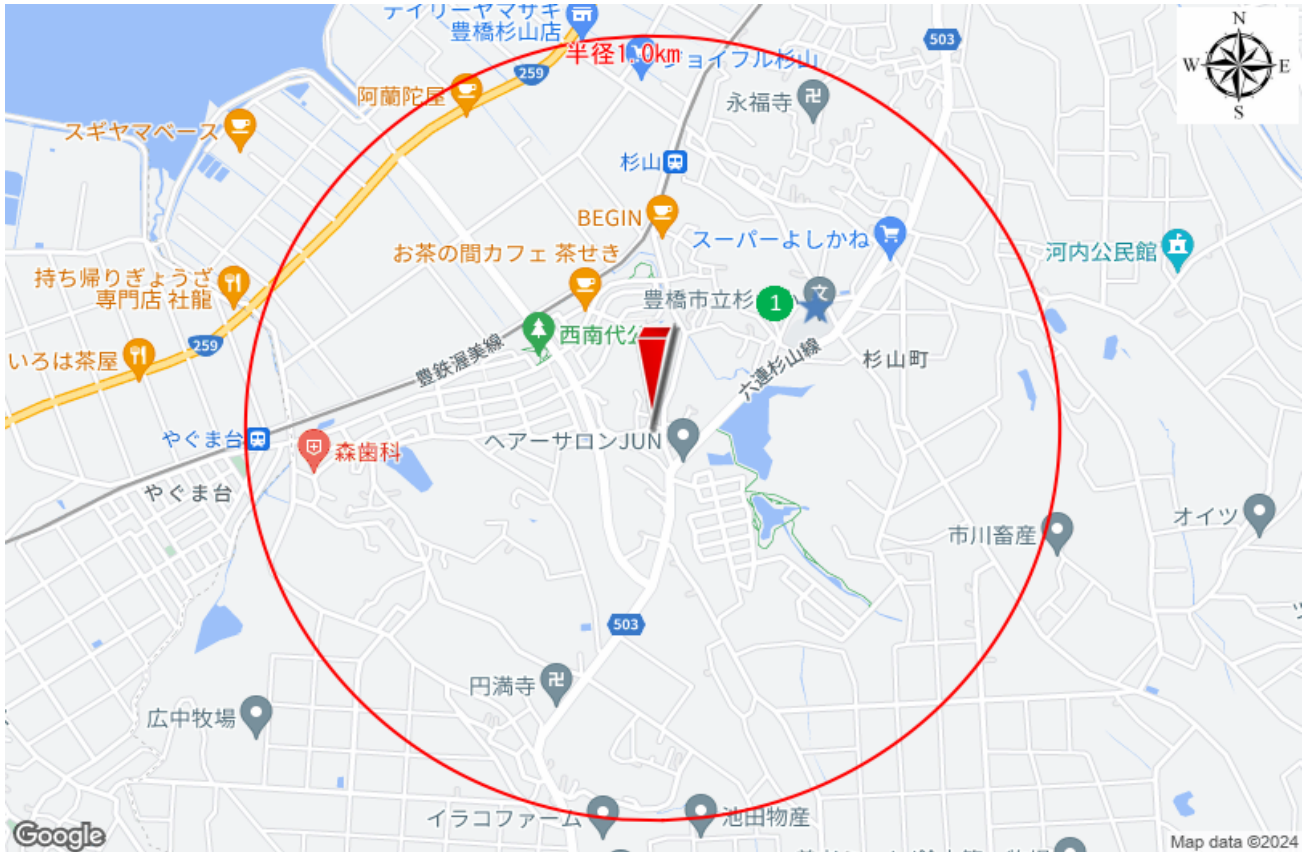 デイリーヤマザキ
豊橋杉山店
半径1.0km
ジョイフル杉山
503
N
W
E
S
259
阿蘭陀屋
永福寺
スギヤマベース
杉山
BEGIN
スーパーよしかね
お茶の間カフェ 茶せき
河内公民館
持ち帰りぎょうざ
専門店 社龍
豊橋市立杉
1
文
西南代公
259
いろは茶屋
豊鉄渥美線
六連杉山線
杉山町
やぐま台
森歯科
ヘアーサロンJUN
やぐま台
オイツ
市川畜産
503
円満寺
広中牧場
イラコファーム
池田物産
Google
Map data ©2024